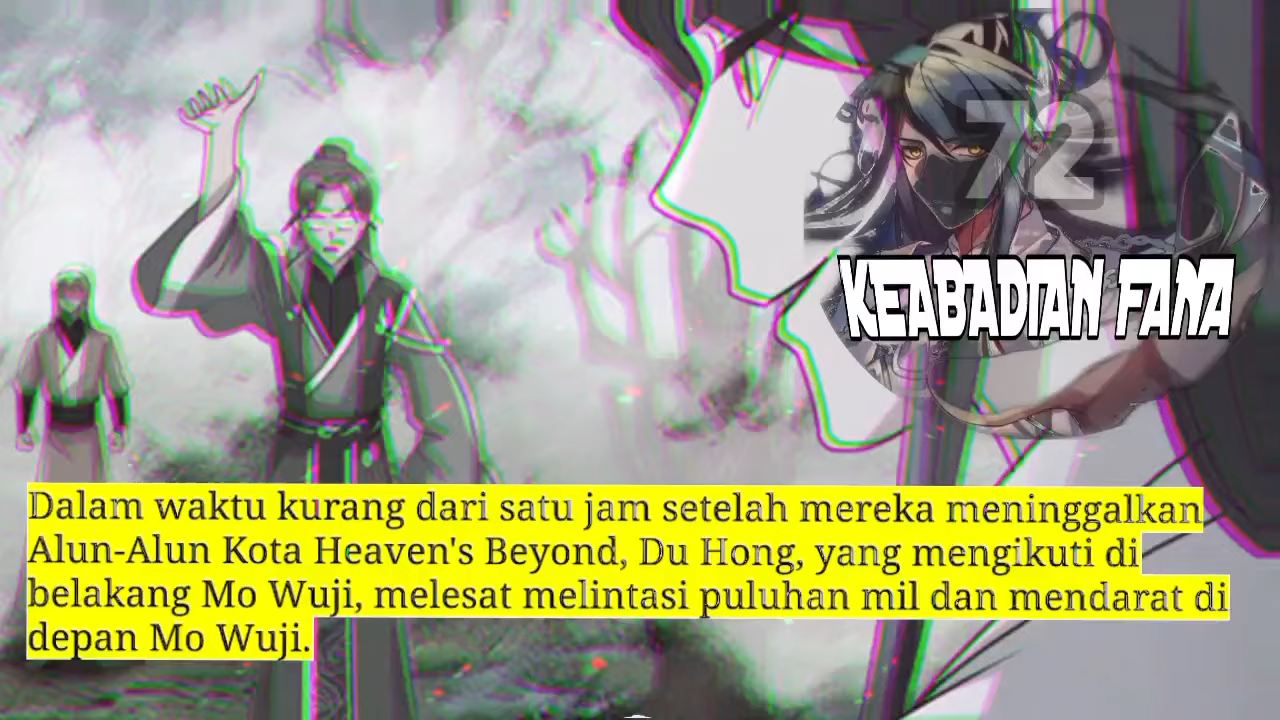 72
KEABADIAN FANA
Dalam waktu kurang dari satu jam setelah mereka meninggalkan
Alun-Alun Kota Heaven's Beyond, Du Hong, yang mengikuti di
belakang Mo Wuji, melesat melintasi puluhan mil dan mendarat di
depan Mo Wuji.